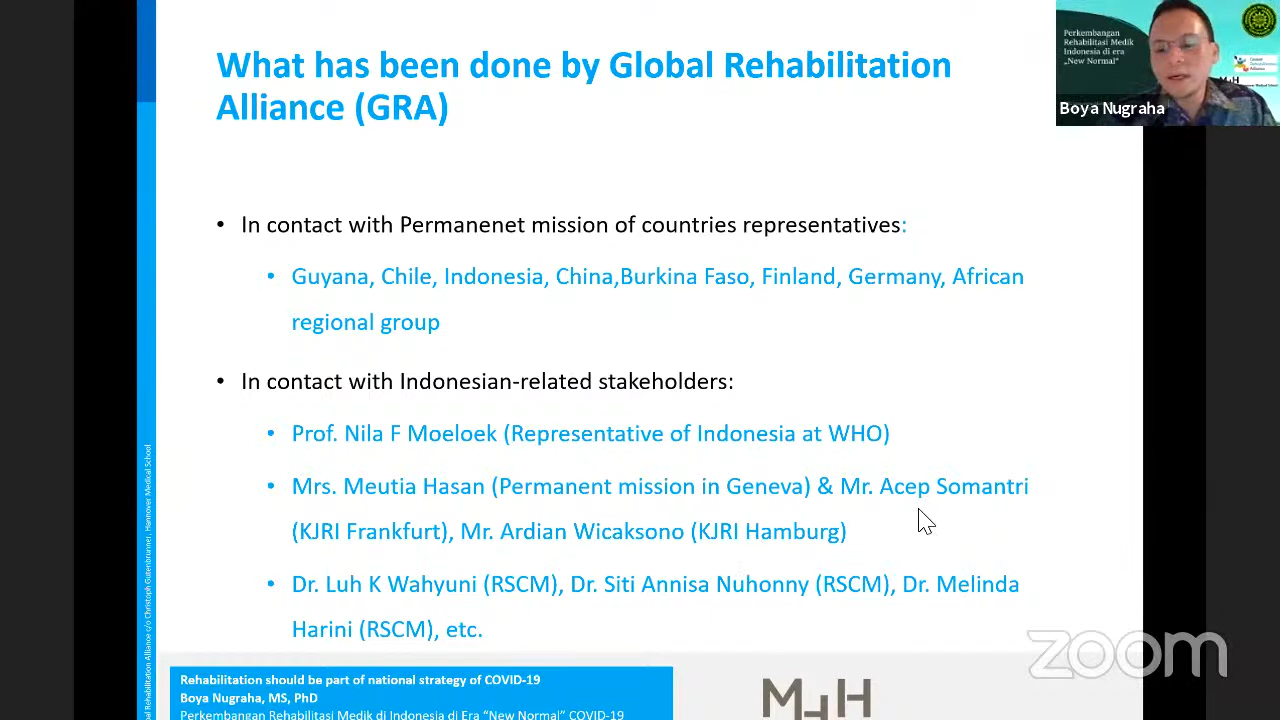 What has been done by Global Rehabilitation
Alliance (GRA)
• In contact with Permanenet mission of countries representatives:
• Guyana, Chile, Indonesia, China,Burkina Faso, Finland, Germany, African
regional group
• In contact with Indonesian-related stakeholders:
• Prof. Nila F Moeloek (Representative of Indonesia at WHO)
• Mrs. Meutia Hasan (Permanent mission in Geneva) & Mr. Acep Somantri
(KJRI Frankfurt), Mr. Ardian Wicaksono (KJRI Hamburg)
• Dr. Luh K Wahyuni (RSCM), Dr. Siti Annisa Nuhonny (RSCM), Dr. Melinda
Harini (RSCM), etc.
Rehabilitation should be part of national strategy of COVID-19
Boya Nugraha, MS, PhD
Perkembangan Rehabilitasi Medik di Indonesia di Era “New Normal” COVID-19
MHH
zoom
Rehabilitation Alliance c/o Christoph Gutenbrunner, Hannover Medical School
Perkembangan
Rehabilitasi Medik
Indonesia di era
„New Normal“
Boya Nugraha